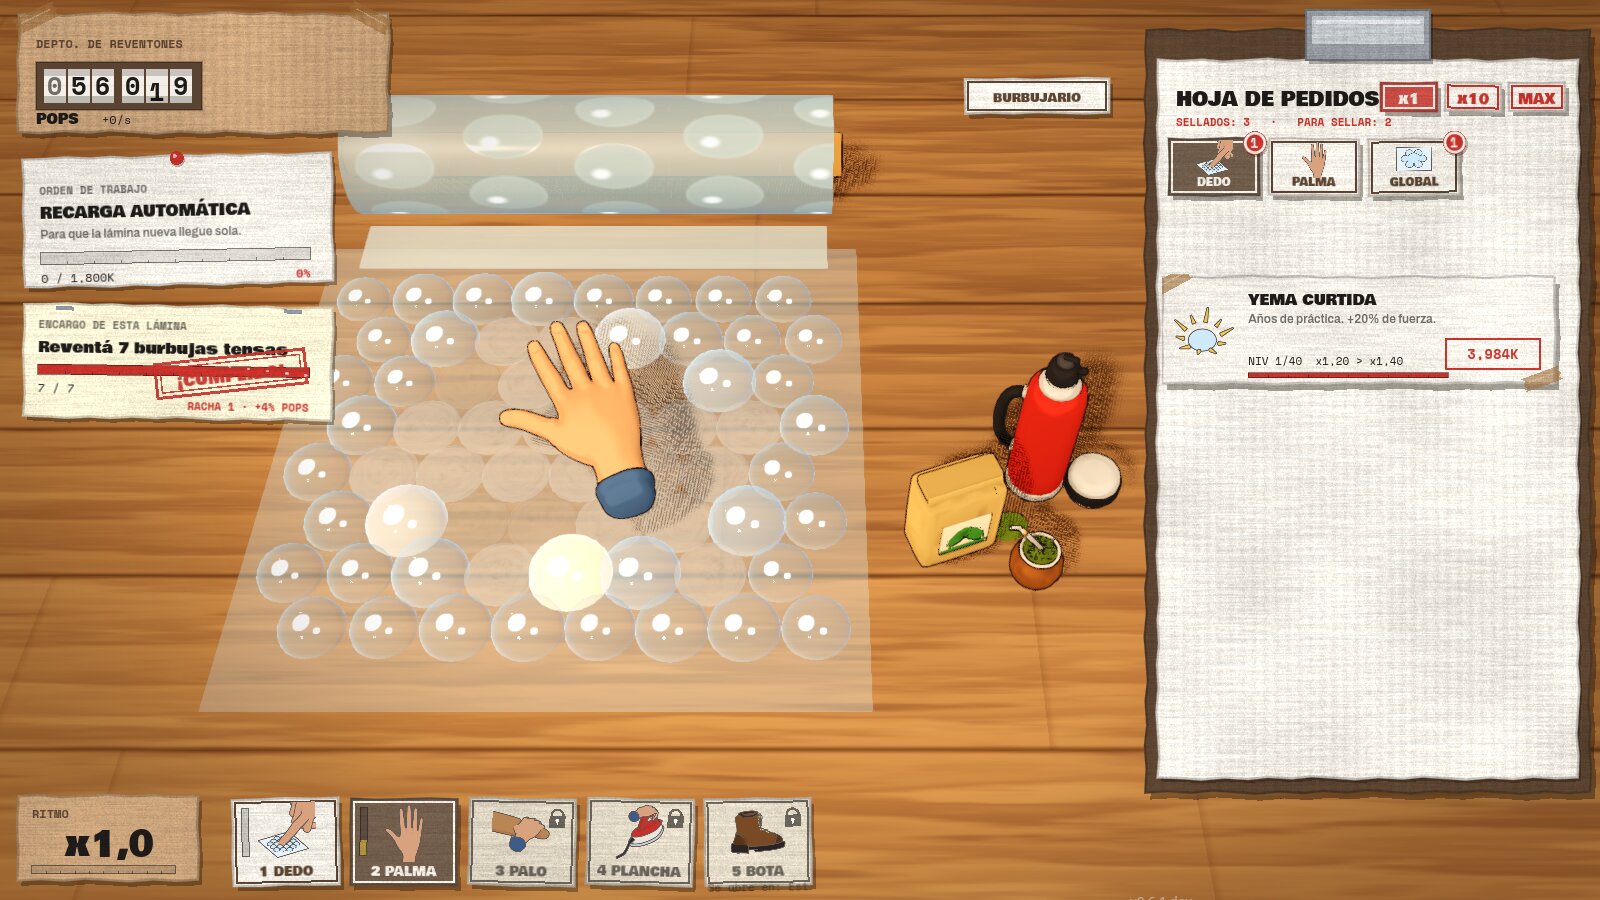 DEPTO. DE REVENTONES
056 019
POPS +0/s
ORDEN DE TRABAJO
RECARGA AUTOMÁTICA
Para que la lámina nueva llegue sola.
0 / 1.800K 0%
ENCARGO DE ESTA LÁMINA
Reventá 7 burbujas tensas
7 / 7
RACHA 1 · +4% POPS
BURBUJARIO
HOJA DE PEDIDOS x1 x10 MAX
SELLADOS: 3 · PARA SELLAR: 2
1 1
DEDO PALMA GLOBAL
YEMA CURTIDA
Años de práctica. +20% de fuerza.
NIV 1/40 x1,20 > x1,40 3.984K
RITMO
x1,0
1 DEDO 2 PALMA 3 PALO 4 PLANCHA 5 BOTA